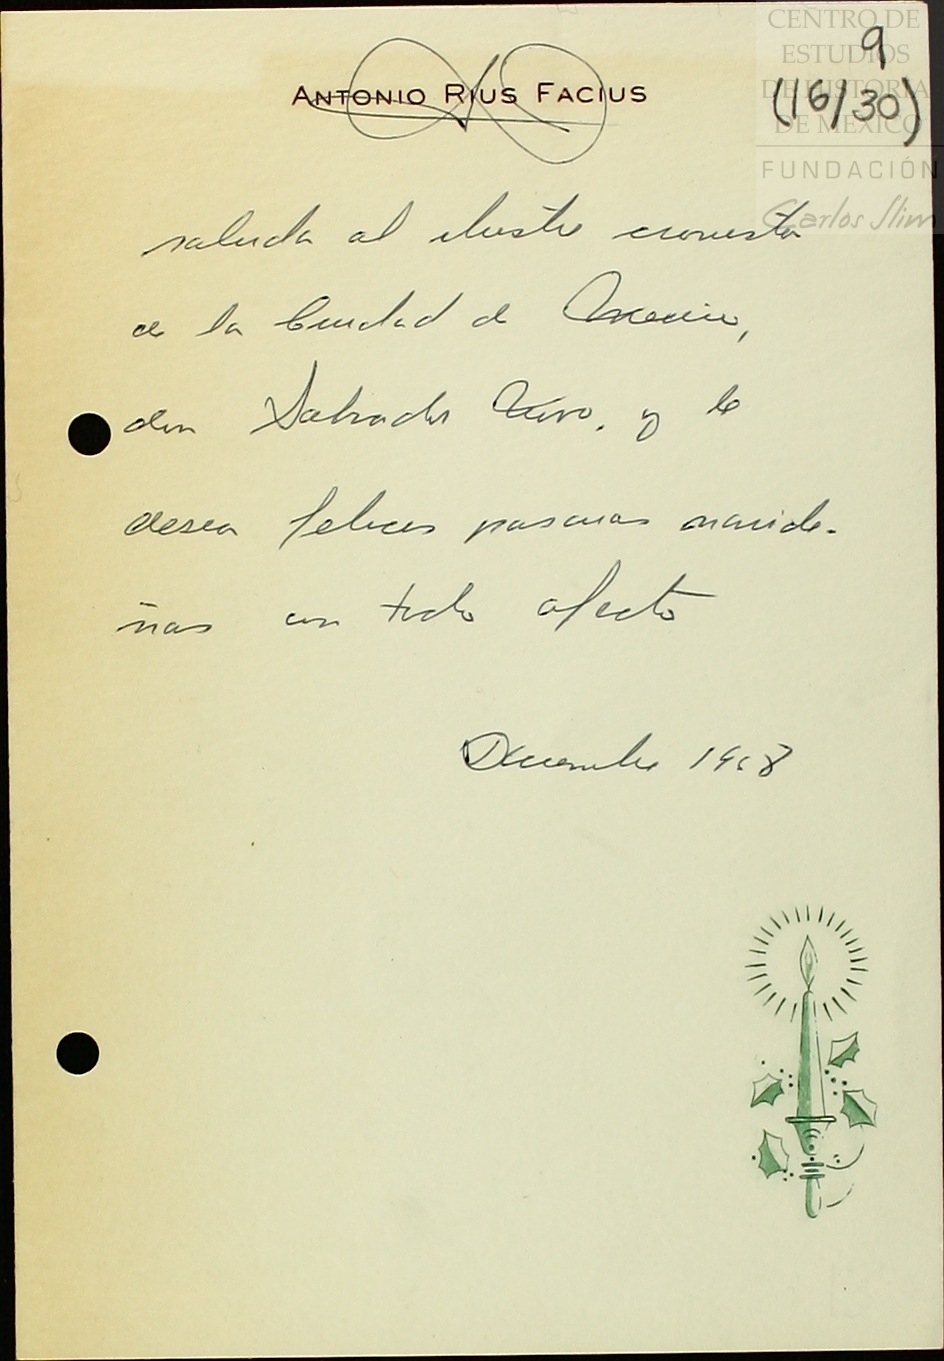 CENTRO DE
ESTUDIOS
DE HISTORIA
DE MÉXICO
FUNDACIÓN
Carlos Slim
9
(16/30)
ANTONIO RIUS FACIUS
saluda al ilustre cronista
de la Ciudad de Mexico,
don Salvador Novo, y le
desea felices pascuas navide-
ñas con todo afecto
Diciembre 1968